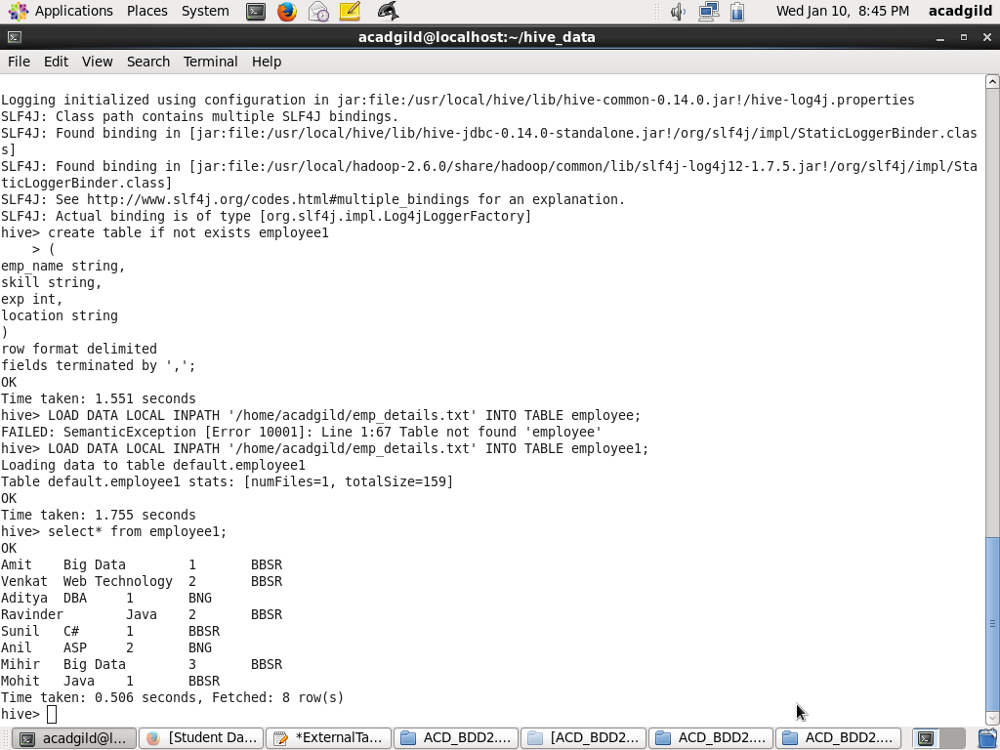 Applications Places System Wed Jan 10, 8:45 PM acadgild
acadgild@localhost:~/hive_data
File Edit View Search Terminal Help
Logging initialized using configuration in jar:file:/usr/local/hive/lib/hive-common-0.14.0.jar!/hive-log4j.properties
SLF4J: Class path contains multiple SLF4J bindings.
SLF4J: Found binding in [jar:file:/usr/local/hive/lib/hive-jdbc-0.14.0-standalone.jar!/org/slf4j/impl/StaticLoggerBinder.clas
s]
SLF4J: Found binding in [jar:file:/usr/local/hadoop-2.6.0/share/hadoop/common/lib/slf4j-log4j12-1.7.5.jar!/org/slf4j/impl/Sta
ticLoggerBinder.class]
SLF4J: See http://www.slf4j.org/codes.html#multiple_bindings for an explanation.
SLF4J: Actual binding is of type [org.slf4j.impl.Log4jLoggerFactory]
hive> create table if not exists employee1
    > (
emp_name string,
skill string,
exp int,
location string
)
row format delimited
fields terminated by ',';
OK
Time taken: 1.551 seconds
hive> LOAD DATA LOCAL INPATH '/home/acadgild/emp_details.txt' INTO TABLE employee;
FAILED: SemanticException [Error 10001]: Line 1:67 Table not found 'employee'
hive> LOAD DATA LOCAL INPATH '/home/acadgild/emp_details.txt' INTO TABLE employee1;
Loading data to table default.employee1
Table default.employee1 stats: [numFiles=1, totalSize=159]
OK
Time taken: 1.755 seconds
hive> select* from employee1;
OK
Amit    Big Data        1       BBSR
Venkat  Web Technology  2       BBSR
Aditya  DBA     1       BNG
Ravinder        Java    2       BBSR
Sunil   C#      1       BBSR
Anil    ASP     2       BNG
Mihir   Big Data        3       BBSR
Mohit   Java    1       BBSR
Time taken: 0.506 seconds, Fetched: 8 row(s)
hive>
acadgild@l... [Student Da... *ExternalTa... ACD_BDD2.... [ACD_BDD2... ACD_BDD2.... ACD_BDD2....